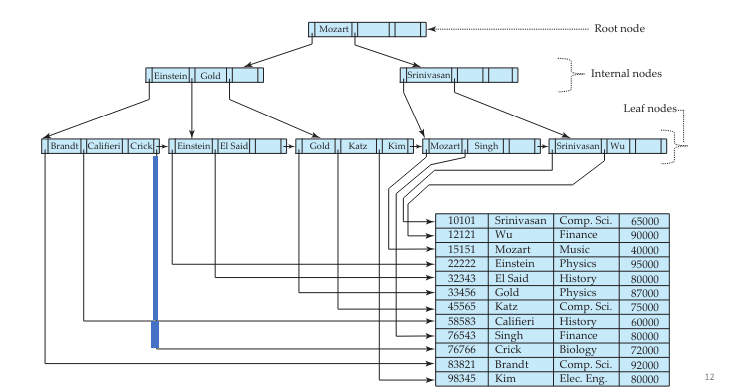 Mozart
Root node
Einstein Gold
Srinivasan
Internal nodes
Leaf nodes
Brandt Califieri Crick
Einstein El Said
Gold Katz Kim
Mozart Singh
Srinivasan Wu
10101 Srinivasan Comp. Sci. 65000
12121 Wu Finance 90000
15151 Mozart Music 40000
22222 Einstein Physics 95000
32343 El Said History 80000
33456 Gold Physics 87000
45565 Katz Comp. Sci. 75000
58583 Califieri History 60000
76543 Singh Finance 80000
76766 Crick Biology 72000
83821 Brandt Comp. Sci. 92000
98345 Kim Elec. Eng. 80000
12